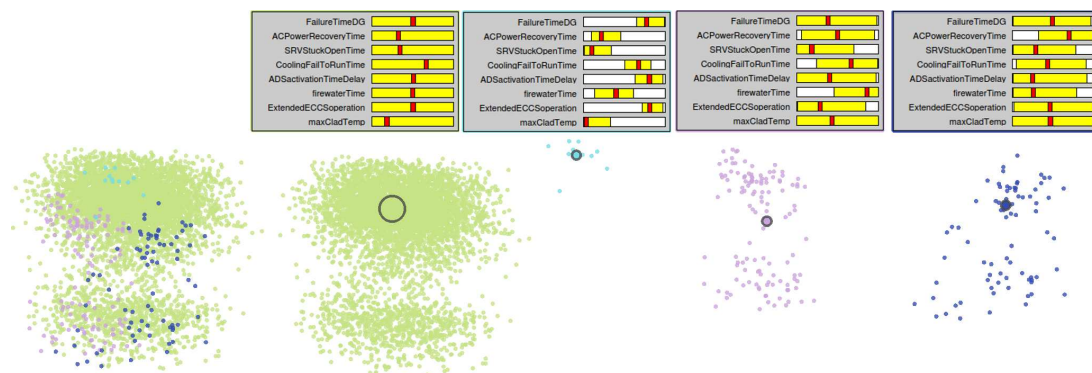 FailureTimeDG
ACPowerRecoveryTime
SRVStuckOpenTime
CoolingFailToRunTime
ADSactivationTimeDelay
firewaterTime
ExtendedECCSoperation
maxCladTemp
FailureTimeDG
ACPowerRecoveryTime
SRVStuckOpenTime
CoolingFailToRunTime
ADSactivationTimeDelay
firewaterTime
ExtendedECCSoperation
maxCladTemp
FailureTimeDG
ACPowerRecoveryTime
SRVStuckOpenTime
CoolingFailToRunTime
ADSactivationTimeDelay
firewaterTime
ExtendedECCSoperation
maxCladTemp
FailureTimeDG
ACPowerRecoveryTime
SRVStuckOpenTime
CoolingFailToRunTime
ADSactivationTimeDelay
firewaterTime
ExtendedECCSoperation
maxCladTemp